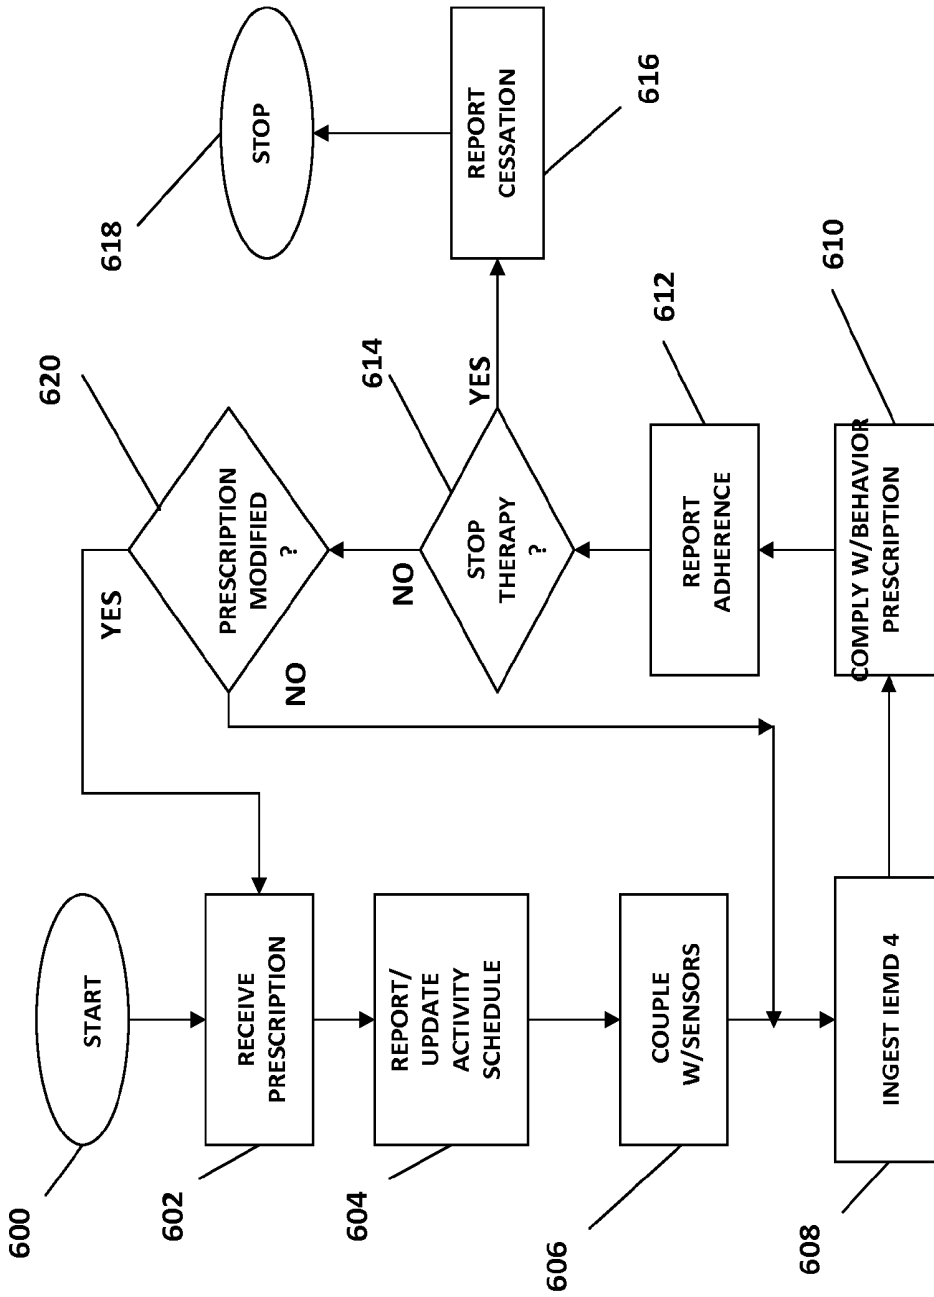 600
START
602
RECEIVE
PRESCRIPTION
604
REPORT/
UPDATE
ACTIVITY
SCHEDULE
606
COUPLE
W/SENSORS
608
INGEST IEMD 4
610
COMPLY W/BEHAVIOR
PRESCRIPTION
612
REPORT
ADHERENCE
614
STOP
THERAPY
?
YES
NO
616
REPORT
CESSATION
618
STOP
620
PRESCRIPTION
MODIFIED
?
YES
NO